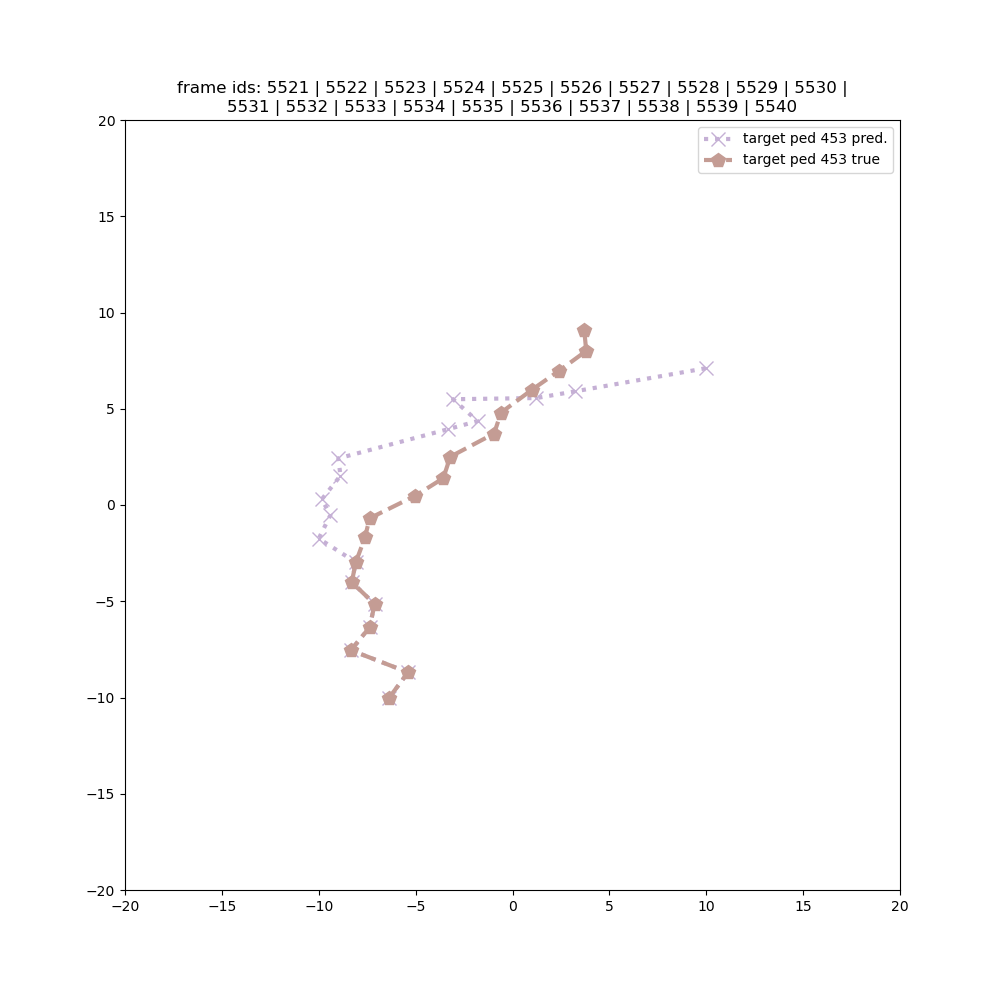 frame ids: 5521 | 5522 | 5523 | 5524 | 5525 | 5526 | 5527 | 5528 | 5529 | 5530 |
5531 | 5532 | 5533 | 5534 | 5535 | 5536 | 5537 | 5538 | 5539 | 5540
target ped 453 pred.
target ped 453 true
20
15
10
5
0
−5
−10
−15
−20
−20 −15 −10 −5 0 5 10 15 20